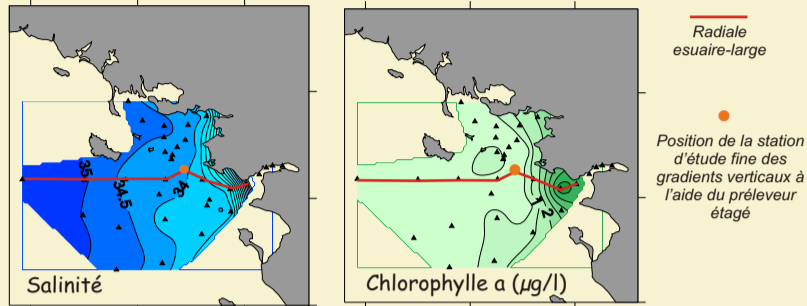 35
34.5
34
Salinité
1
2
Chlorophylle a (µg/l)
Radiale
esuaire-large
Position de la station
d'étude fine des
gradients verticaux à
l'aide du préleveur
étagé